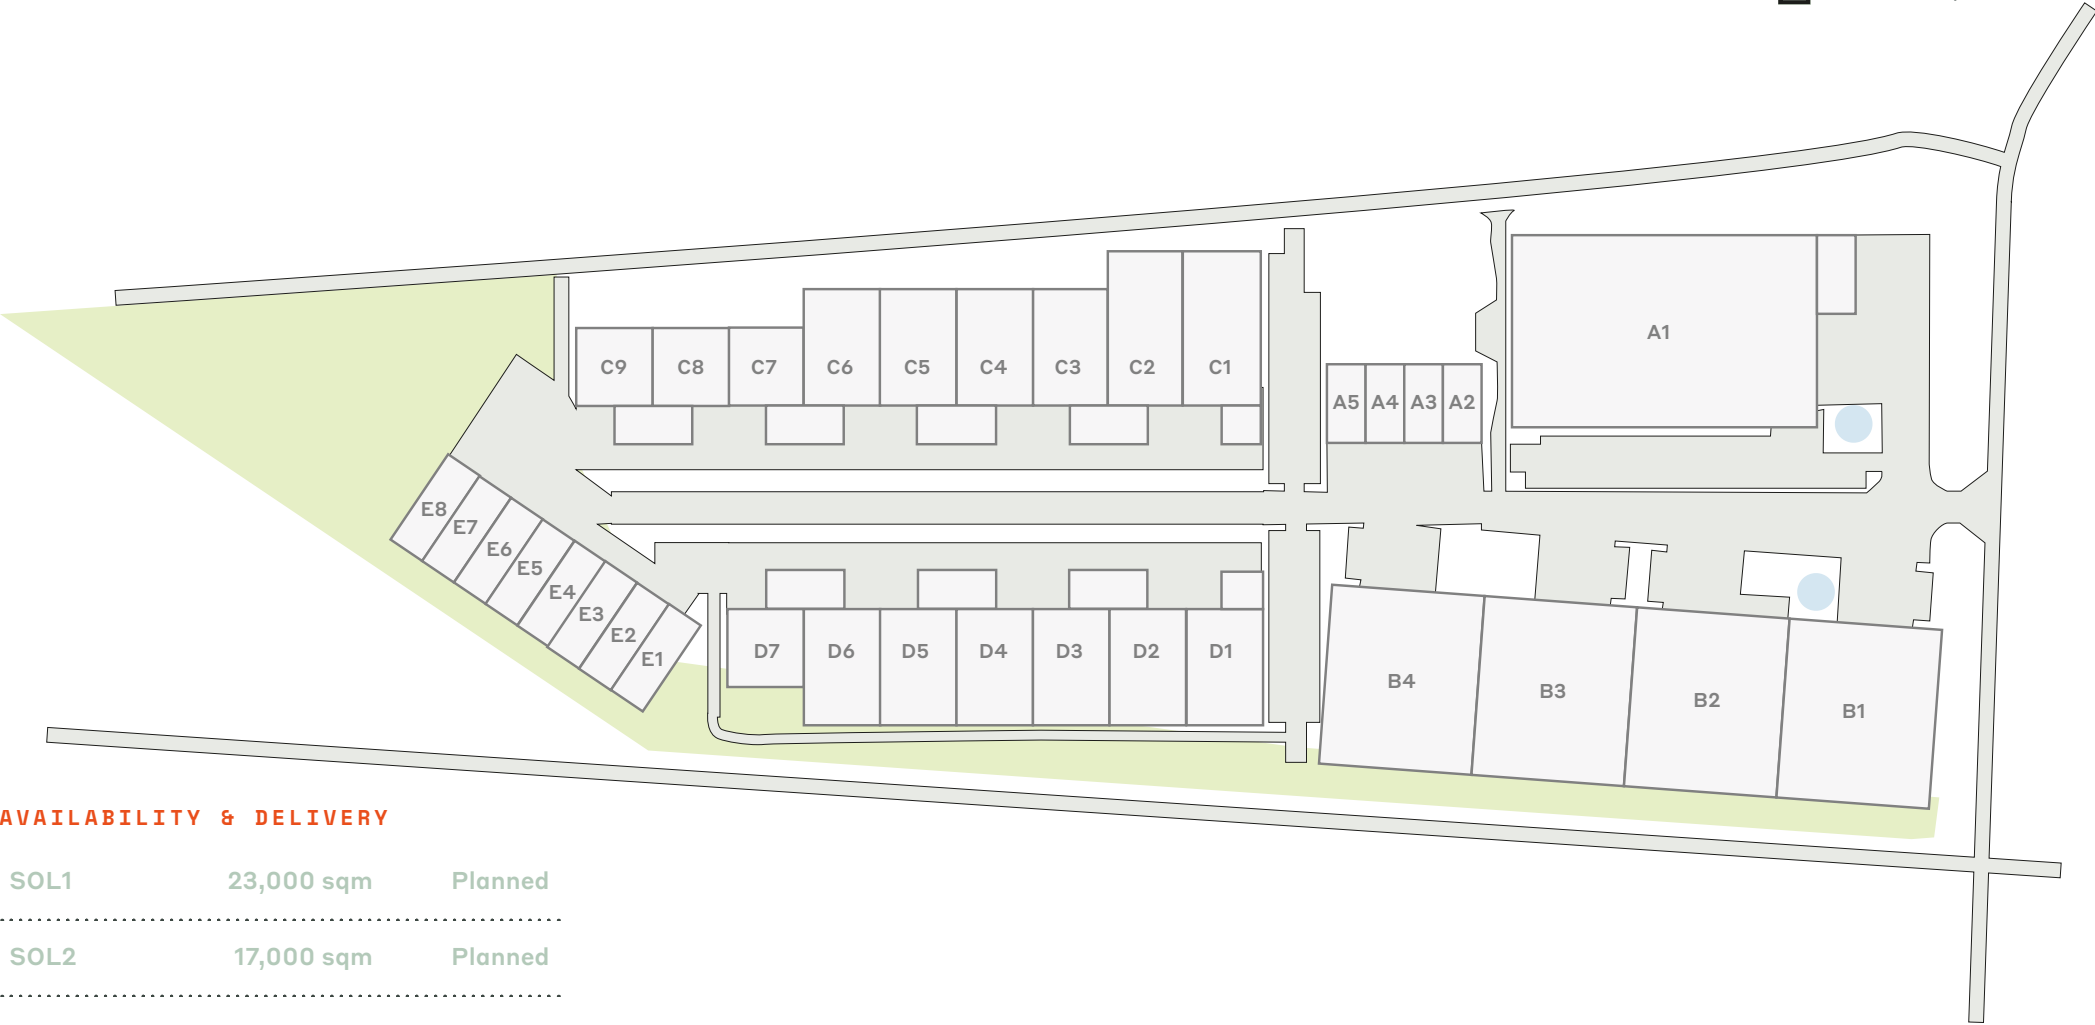 A1
C9 C8 C7 C6 C5 C4 C3 C2 C1
A5 A4 A3 A2
E8
E7
E6
E5
E4
E3
E2
E1
D7 D6 D5 D4 D3 D2 D1
B4
B3
B2
B1
AVAILABILITY & DELIVERY
SOL1 23,000 sqm Planned
SOL2 17,000 sqm Planned